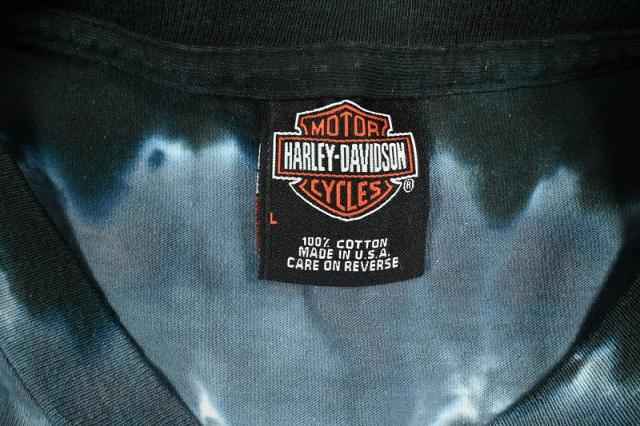 MOTOR
HARLEY-DAVIDSON
CYCLES
®
L
100% COTTON
MADE IN U.S.A.
CARE ON REVERSE